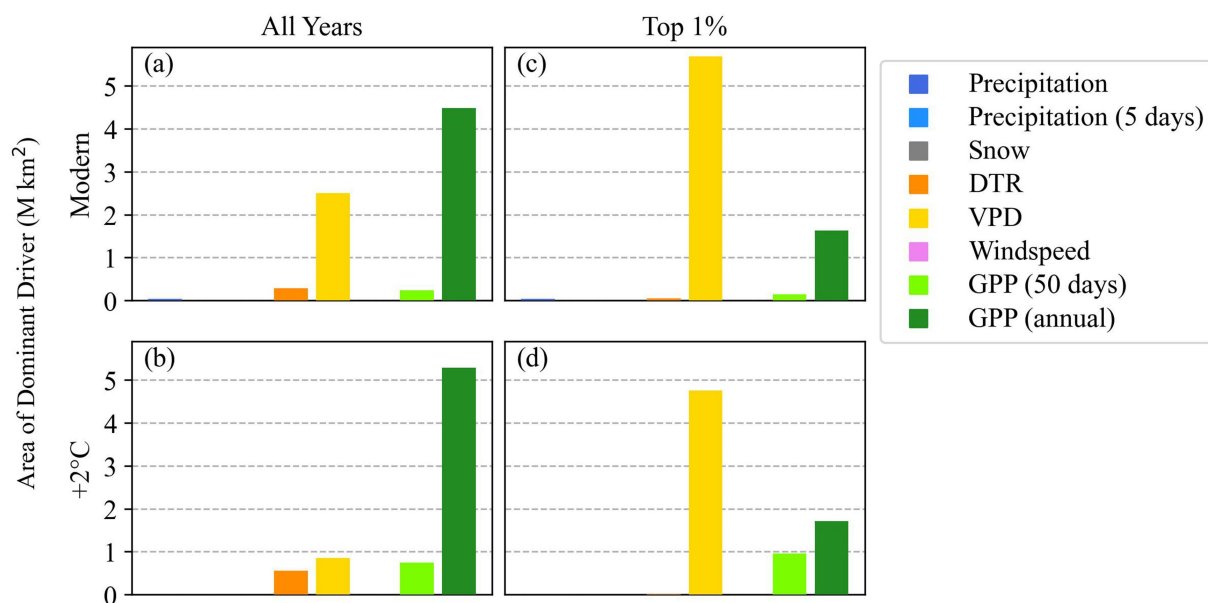 All Years
Top 1%
Area of Dominant Driver (M km²)
Modern
(a)
5
4
3
2
1
0
(c)
+2°C
(b)
5
4
3
2
1
0
(d)
Precipitation
Precipitation (5 days)
Snow
DTR
VPD
Windspeed
GPP (50 days)
GPP (annual)